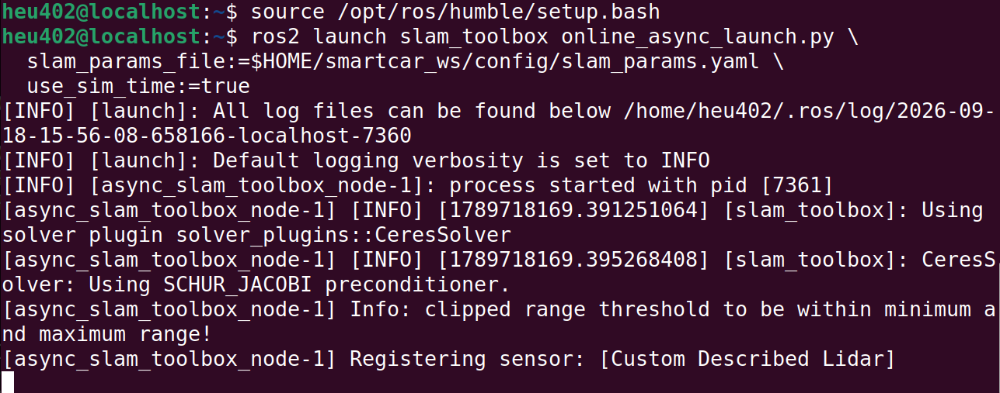 heu402@localhost:~$ source /opt/ros/humble/setup.bash
heu402@localhost:~$ ros2 launch slam_toolbox online_async_launch.py \
  slam_params_file:=$HOME/smartcar_ws/config/slam_params.yaml \
  use_sim_time:=true
[INFO] [launch]: All log files can be found below /home/heu402/.ros/log/2026-09-
18-15-56-08-658166-localhost-7360
[INFO] [launch]: Default logging verbosity is set to INFO
[INFO] [async_slam_toolbox_node-1]: process started with pid [7361]
[async_slam_toolbox_node-1] [INFO] [1789718169.391251064] [slam_toolbox]: Using
solver plugin solver_plugins::CeresSolver
[async_slam_toolbox_node-1] [INFO] [1789718169.395268408] [slam_toolbox]: CeresS
olver: Using SCHUR_JACOBI preconditioner.
[async_slam_toolbox_node-1] Info: clipped range threshold to be within minimum a
nd maximum range!
[async_slam_toolbox_node-1] Registering sensor: [Custom Described Lidar]